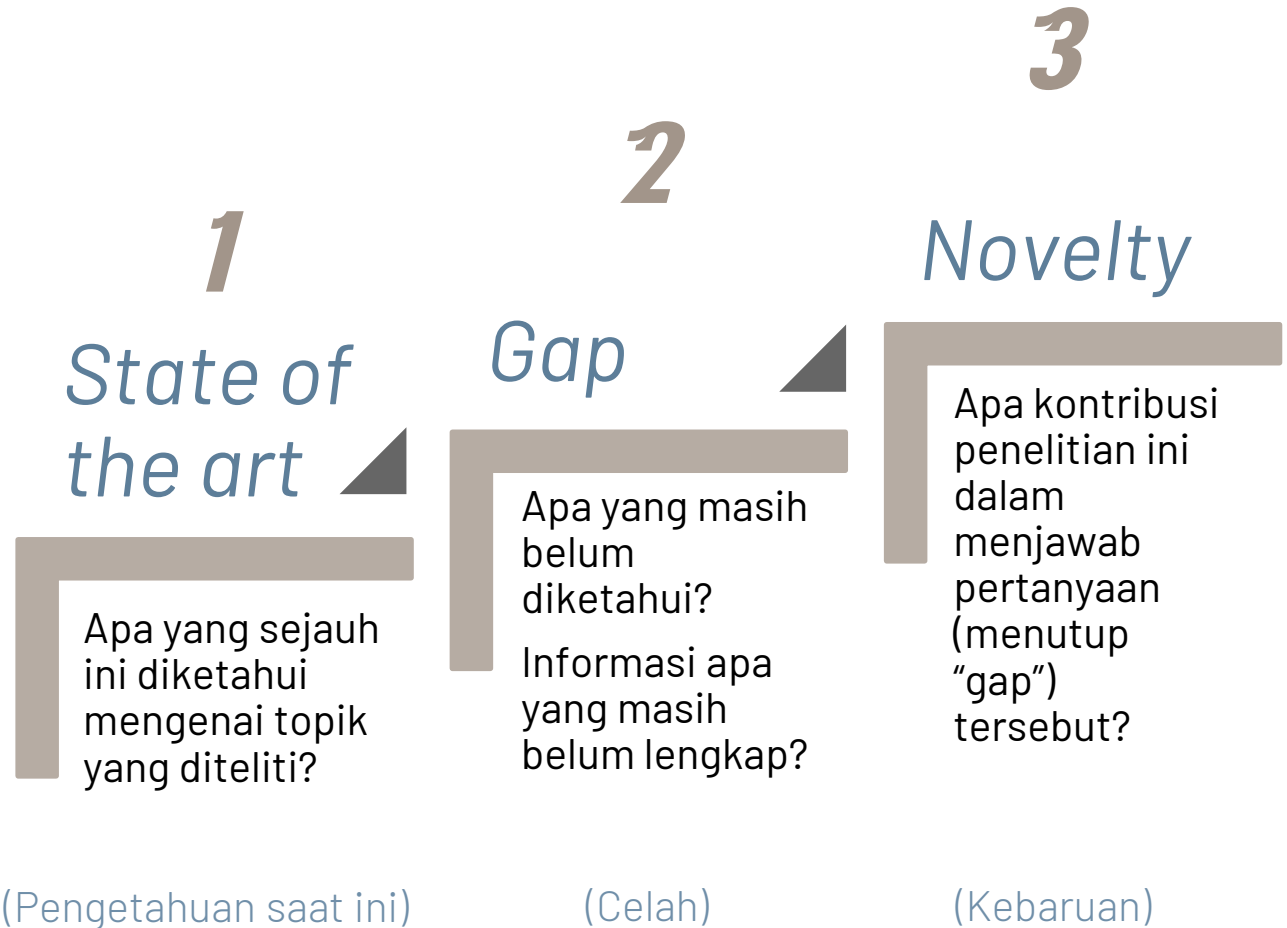 1
State of
the art
Apa yang sejauh
ini diketahui
mengenai topik
yang diteliti?
(Pengetahuan saat ini)
2
Gap
Apa yang masih
belum
diketahui?
Informasi apa
yang masih
belum lengkap?
(Celah)
3
Novelty
Apa kontribusi
penelitian ini
dalam
menjawab
pertanyaan
(menutup
“gap”)
tersebut?
(Kebaruan)